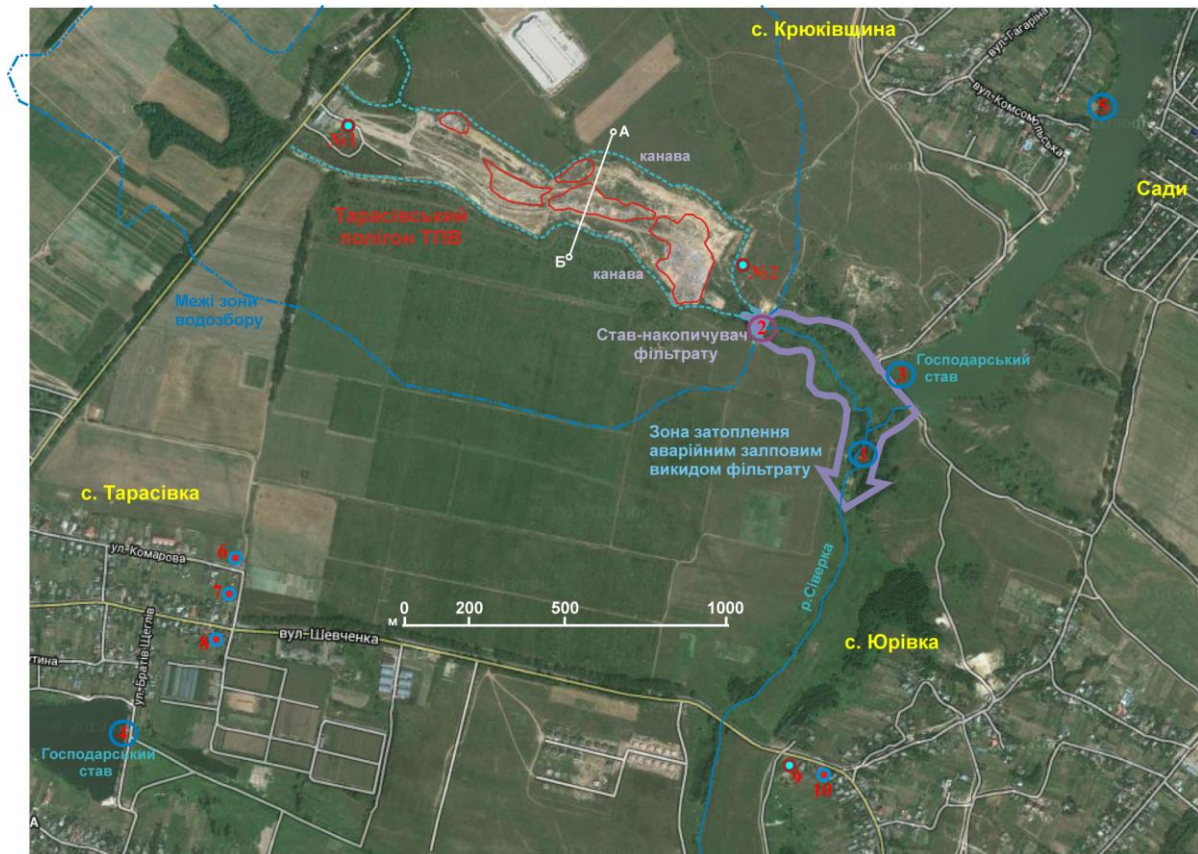 с. Крюківщина
вул.-Гагаріна
вул.-Комсомольська
5
№1
А
канава
Сади
Тарасівський
полігон ТПВ
Б
канава
№2
Межі зони
водозбору
Став-накопичувач
фільтрату
2
3
Господарський
став
Зона затоплення
аварійним залповим
викидом фільтрату
4
с. Тарасівка
ул.-Комарова
6
7
8
0 200 500 1000
м
р.Сіверка
вул.-Шевченка
с. Юрівка
утина
ул.-Братів Щеглів
Господарський
став
9
10
А